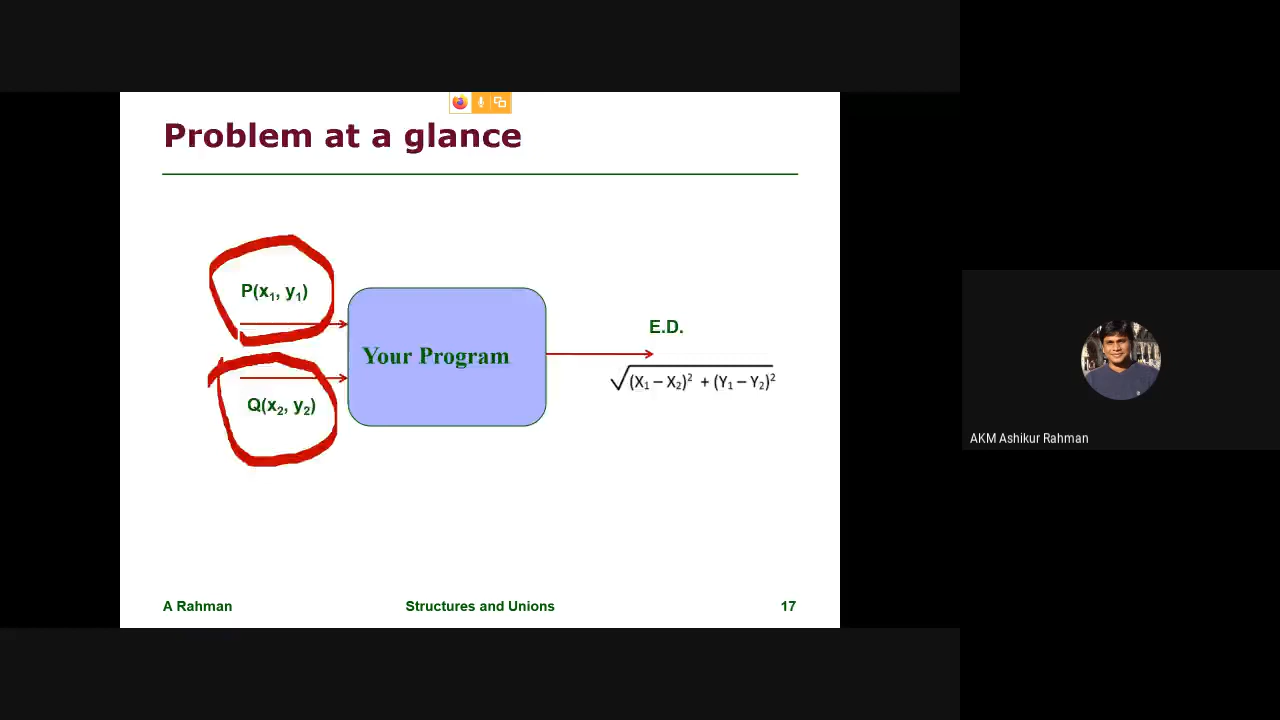 Problem at a glance
P(x₁, y₁)
Your Program
Q(x₂, y₂)
E.D.
√(X₁ – X₂)² + (Y₁ – Y₂)²
A Rahman
Structures and Unions
17
AKM Ashikur Rahman